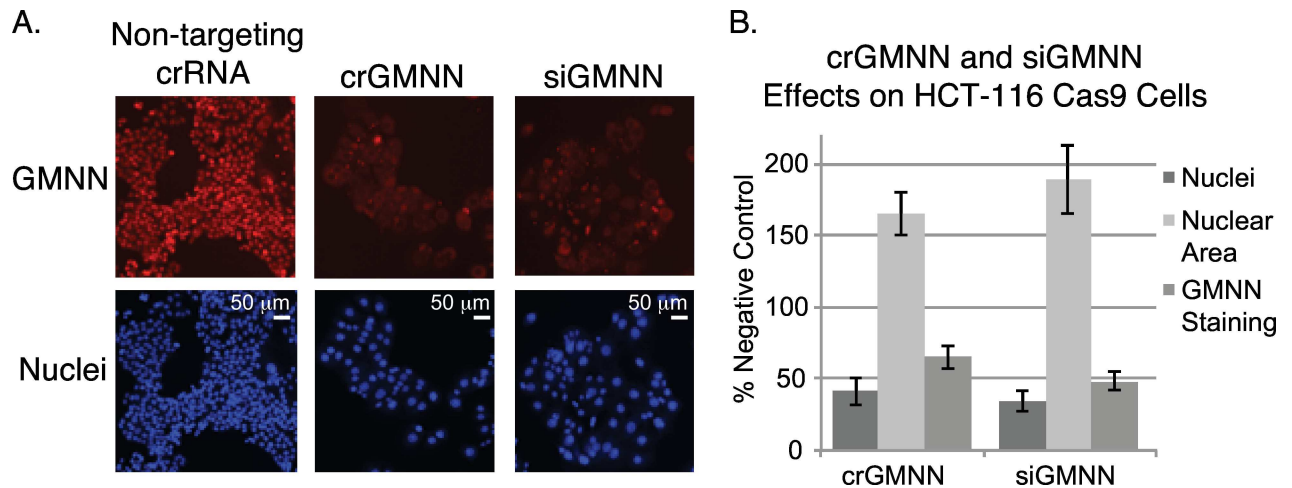 A.
Non-targeting
crRNA
crGMNN
siGMNN
GMNN
Nuclei
50 µm
50 µm
50 µm
B.
crGMNN and siGMNN
Effects on HCT-116 Cas9 Cells
% Negative Control
200
150
100
50
0
crGMNN
siGMNN
Nuclei
Nuclear
Area
GMNN
Staining